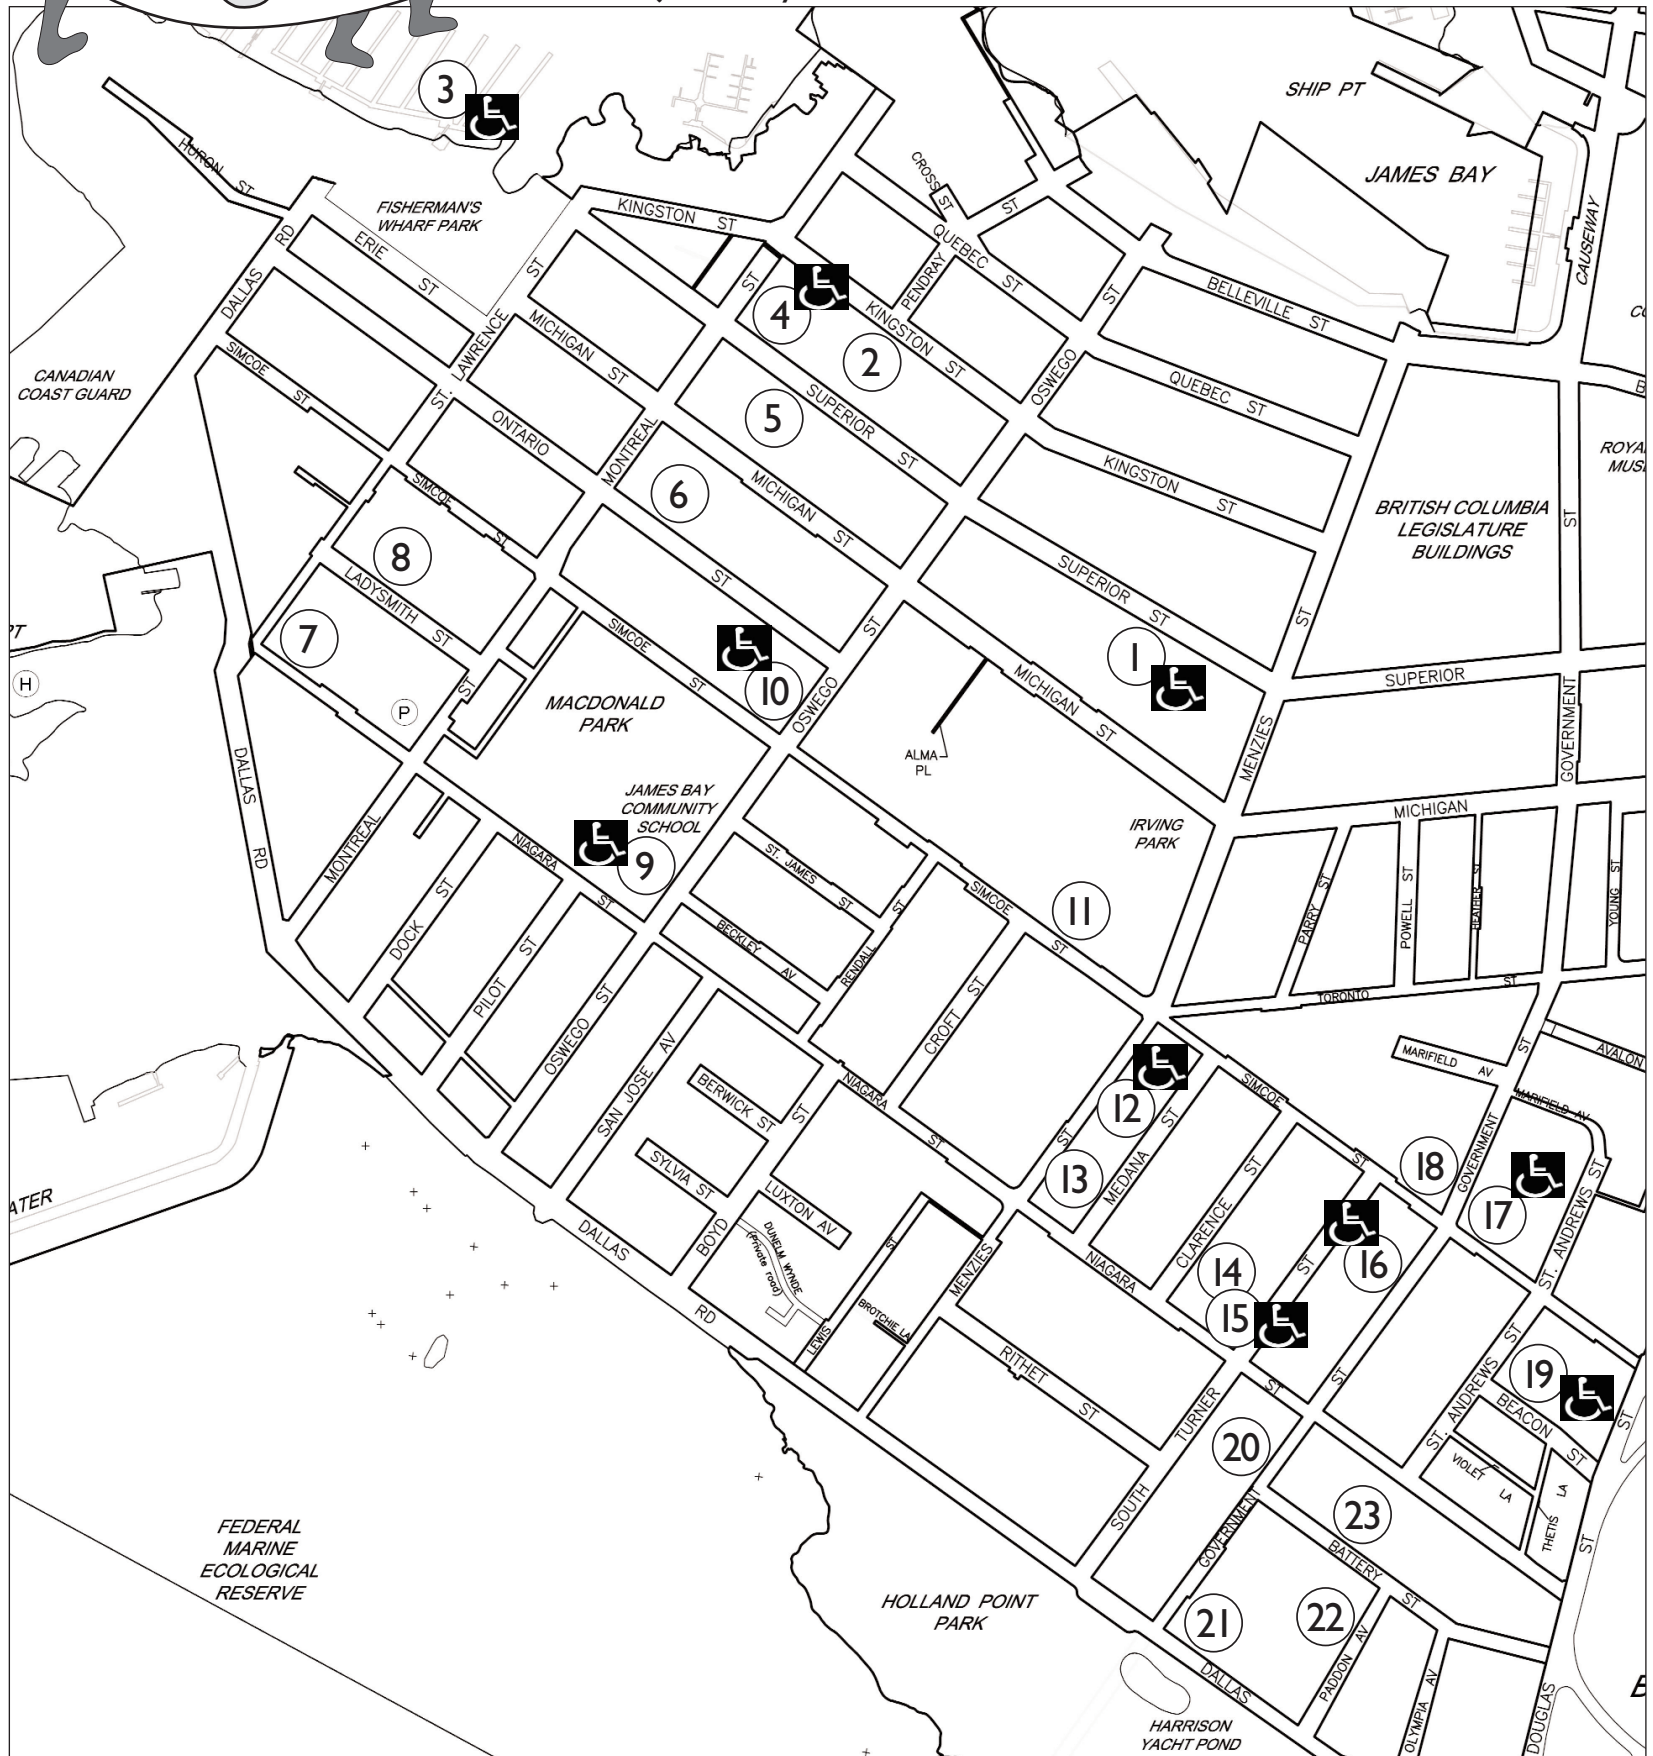 3
SHIP PT
HURON ST
JAMES BAY
CROSS ST
FISHERMAN'S
WHARF PARK
KINGSTON ST
ST
CAUSEWAY
RD
ERIE ST
QUEBEC ST
DALLAS
ST
ST
4
PENDRAY
ST
BELLEVILLE ST
KINGSTON ST
2
MICHIGAN ST
LAWRENCE
ST.
SIMCOE ST
CANADIAN
COAST GUARD
OSWEGO
QUEBEC ST
SUPERIOR ST
5
ONTARIO
MONTREAL
ROYA
MUS
KINGSTON ST
MICHIGAN ST
6
SIMCOE ST
BRITISH COLUMBIA
LEGISLATURE
BUILDINGS
ST
8
LADYSMITH ST
ST
SUPERIOR ST
ST
ST
7
SIMCOE ST
1
PT
H
SUPERIOR
ST
10
OSWEGO
MICHIGAN ST
MACDONALD
PARK
P
GOVERNMENT
MENZIES
ALMA
PL
DALLAS RD
JAMES BAY
COMMUNITY
SCHOOL
MICHIGAN
IRVING
PARK
MONTREAL
NIAGARA ST
9
ST. JAMES ST
SIMCOE ST
11
PARRY ST
POWELL ST
HEATHER ST
YOUNG ST
DOCK ST
BECKLEY AV
RENDALL ST
PILOT ST
OSWEGO ST
TORONTO ST
CROFT ST
SAN JOSE AV
MARIFIELD AV
ST
AVALON
BERWICK ST
NIAGARA ST
SIMCOE ST
12
MARIFIELD AV
ST
ST
SYLVIA ST
MEDANA ST
13
18
GOVERNMENT
17
ST. ANDREWS ST
CLARENCE ST
ATER
LUXTON AV
DALLAS RD
BOYD
DUNELM WYNDE
(Private road)
ST
MENZIES
NIAGARA ST
14
16
ST
15
BROTCHIE LA
LEWIS
RITHET ST
ST
19
ST. ANDREWS ST
BEACON ST
ST
TURNER
20
VIOLET LA
SOUTH
GOVERNMENT
23
THETIS LA
ST
FEDERAL
MARINE
ECOLOGICAL
RESERVE
BATTERY ST
HOLLAND POINT
PARK
21
22
PADDON AV
DALLAS
OLYMPIA AV
DOUGLAS
HARRISON
YACHT POND